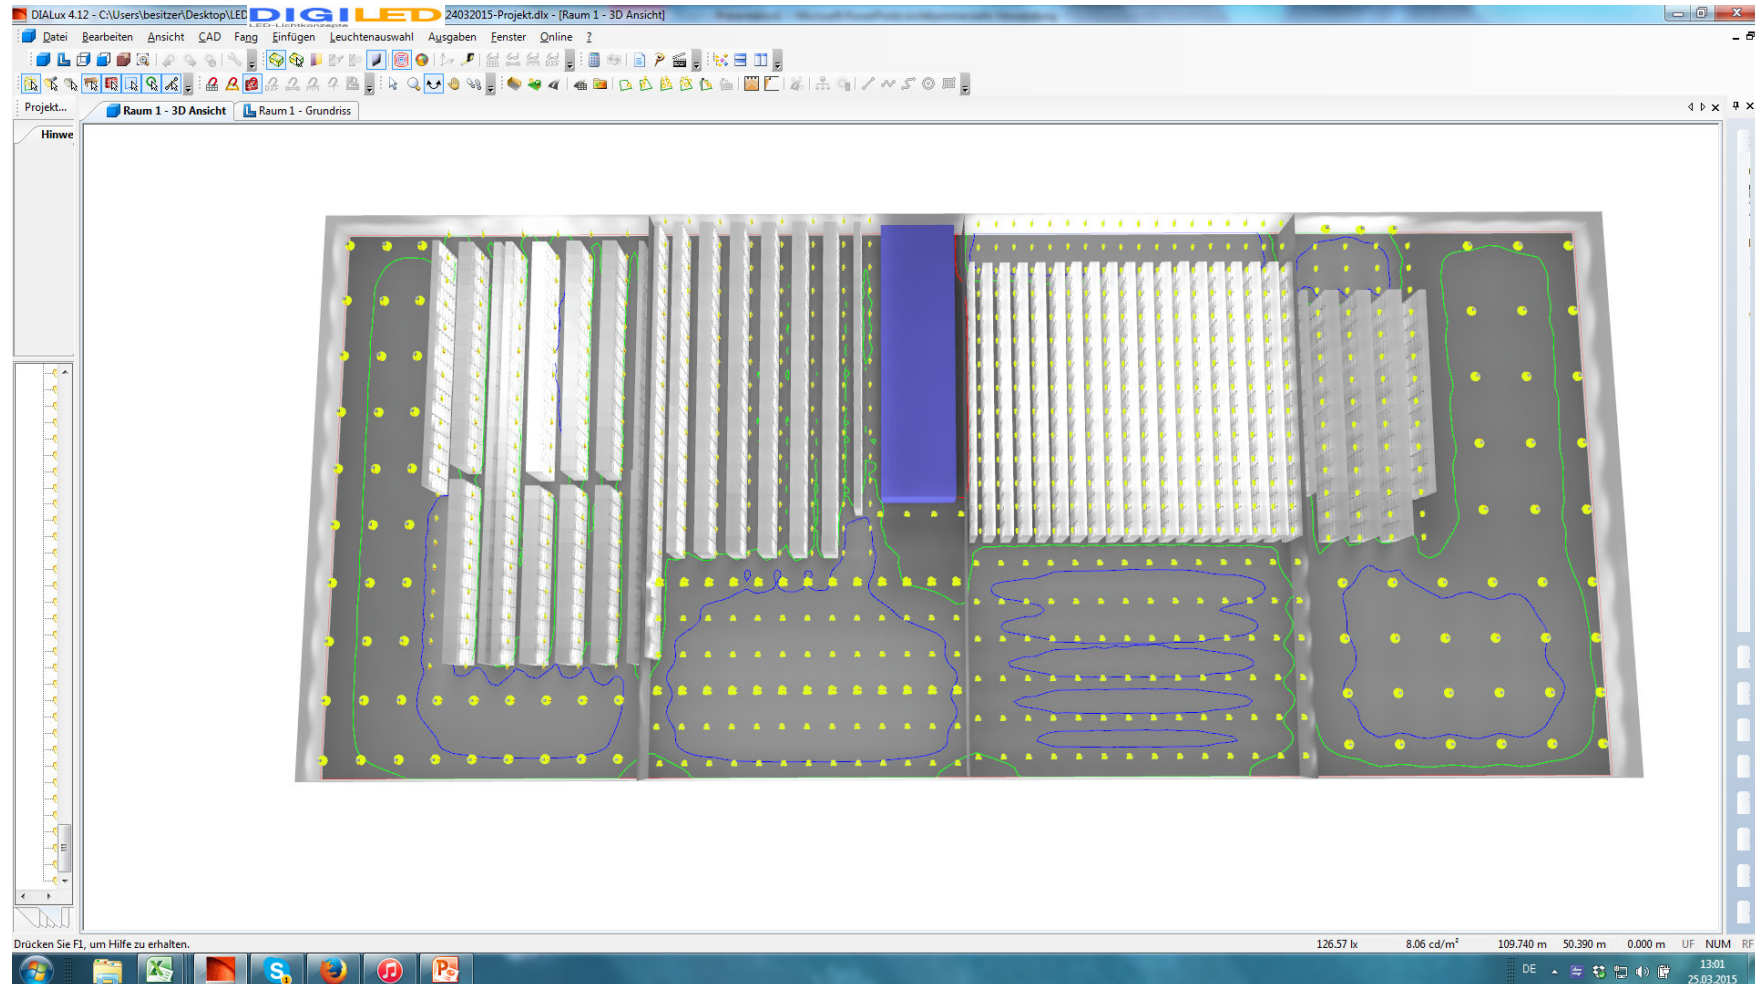 DIALux 4.12 - C:\Users\besitzer\Desktop\LED DIGILED 24032015-Projekt.dlx - [Raum 1 - 3D Ansicht]
LED-Lichtkonzepte
Datei Bearbeiten Ansicht CAD Fang Einfügen Leuchtenauswahl Ausgaben Fenster Online ?
Projekt... Raum 1 - 3D Ansicht Raum 1 - Grundriss
Hinwe
Drücken Sie F1, um Hilfe zu erhalten. 126.57 lx 8.06 cd/m² 109.740 m 50.390 m 0.000 m UF NUM RF
DE 13:01
25.03.2015